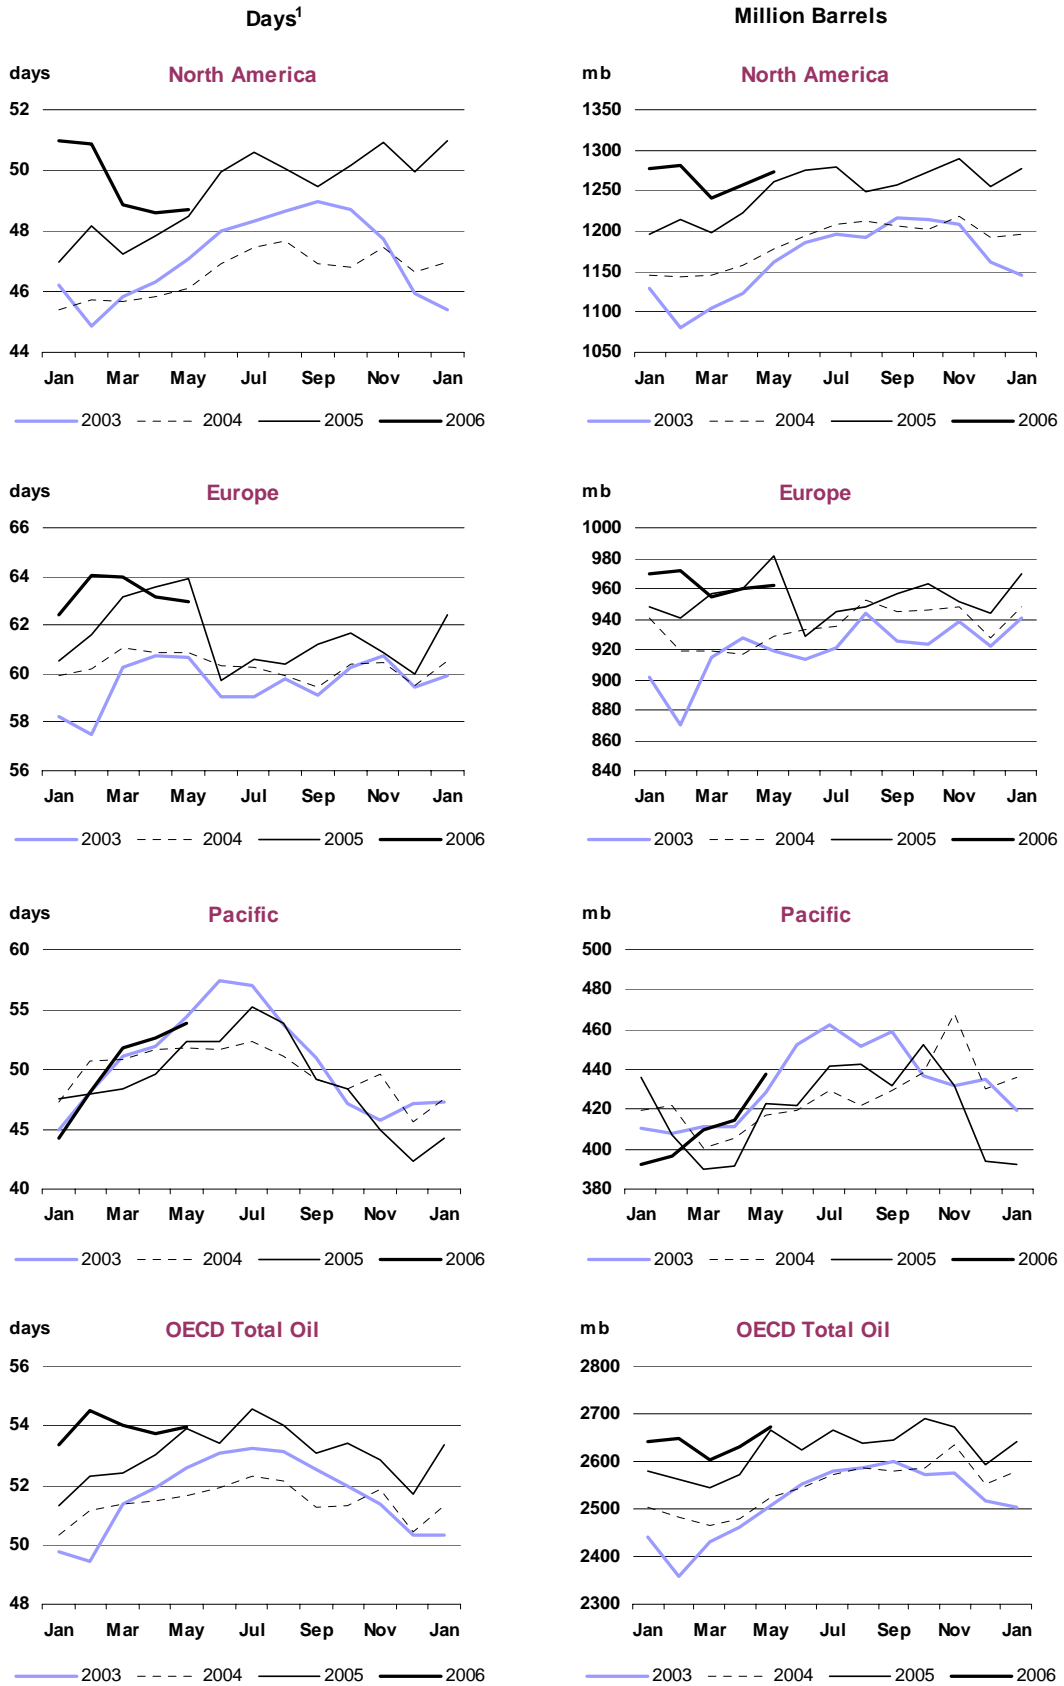 Days1
Million Barrels
days
North America
52
50
48
46
44
Jan Mar May Jul Sep Nov Jan
2003 2004 2005 2006
mb
North America
1350
1300
1250
1200
1150
1100
1050
Jan Mar May Jul Sep Nov Jan
2003 2004 2005 2006
days
Europe
66
64
62
60
58
56
Jan Mar May Jul Sep Nov Jan
2003 2004 2005 2006
mb
Europe
1000
980
960
940
920
900
880
860
840
Jan Mar May Jul Sep Nov Jan
2003 2004 2005 2006
days
Pacific
60
55
50
45
40
Jan Mar May Jul Sep Nov Jan
2003 2004 2005 2006
mb
Pacific
500
480
460
440
420
400
380
Jan Mar May Jul Sep Nov Jan
2003 2004 2005 2006
days
OECD Total Oil
56
54
52
50
48
Jan Mar May Jul Sep Nov Jan
2003 2004 2005 2006
mb
OECD Total Oil
2800
2700
2600
2500
2400
2300
Jan Mar May Jul Sep Nov Jan
2003 2004 2005 2006